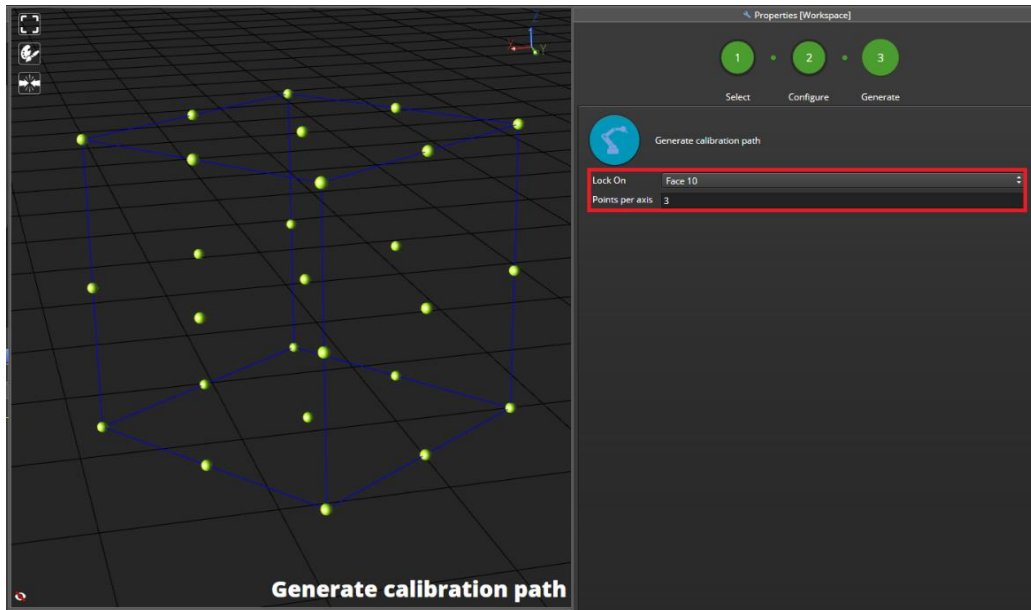 Properties [Workspace]
1 2 3
Select Configure Generate
Generate calibration path
Lock On Face 10
Points per axis 3
Z
X Y
Generate calibration path